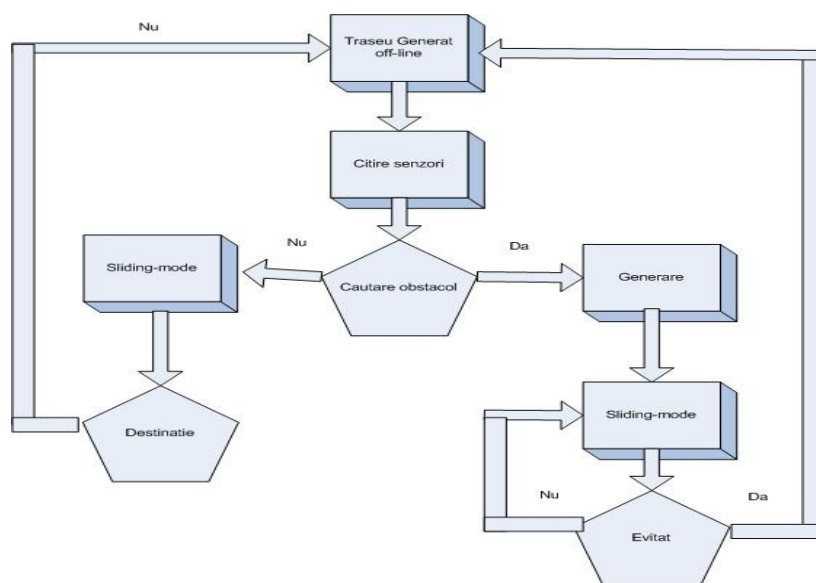 Nu
Traseu Generat
off-line
Citire senzori
Nu
Da
Sliding-mode
Cautare obstacol
Generare
Destinatie
Sliding-mode
Nu
Da
Evitat